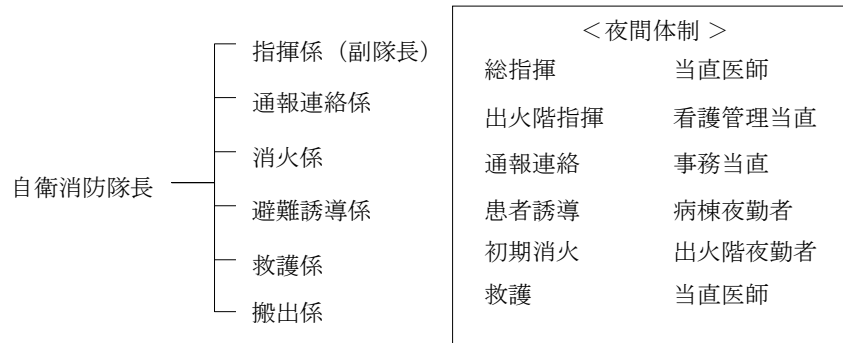 自衛消防隊長
指揮係（副隊長）
通報連絡係
消火係
避難誘導係
救護係
搬出係
＜夜間体制 ＞
総指揮 当直医師
出火階指揮 看護管理当直
通報連絡 事務当直
患者誘導 病棟夜勤者
初期消火 出火階夜勤者
救護 当直医師